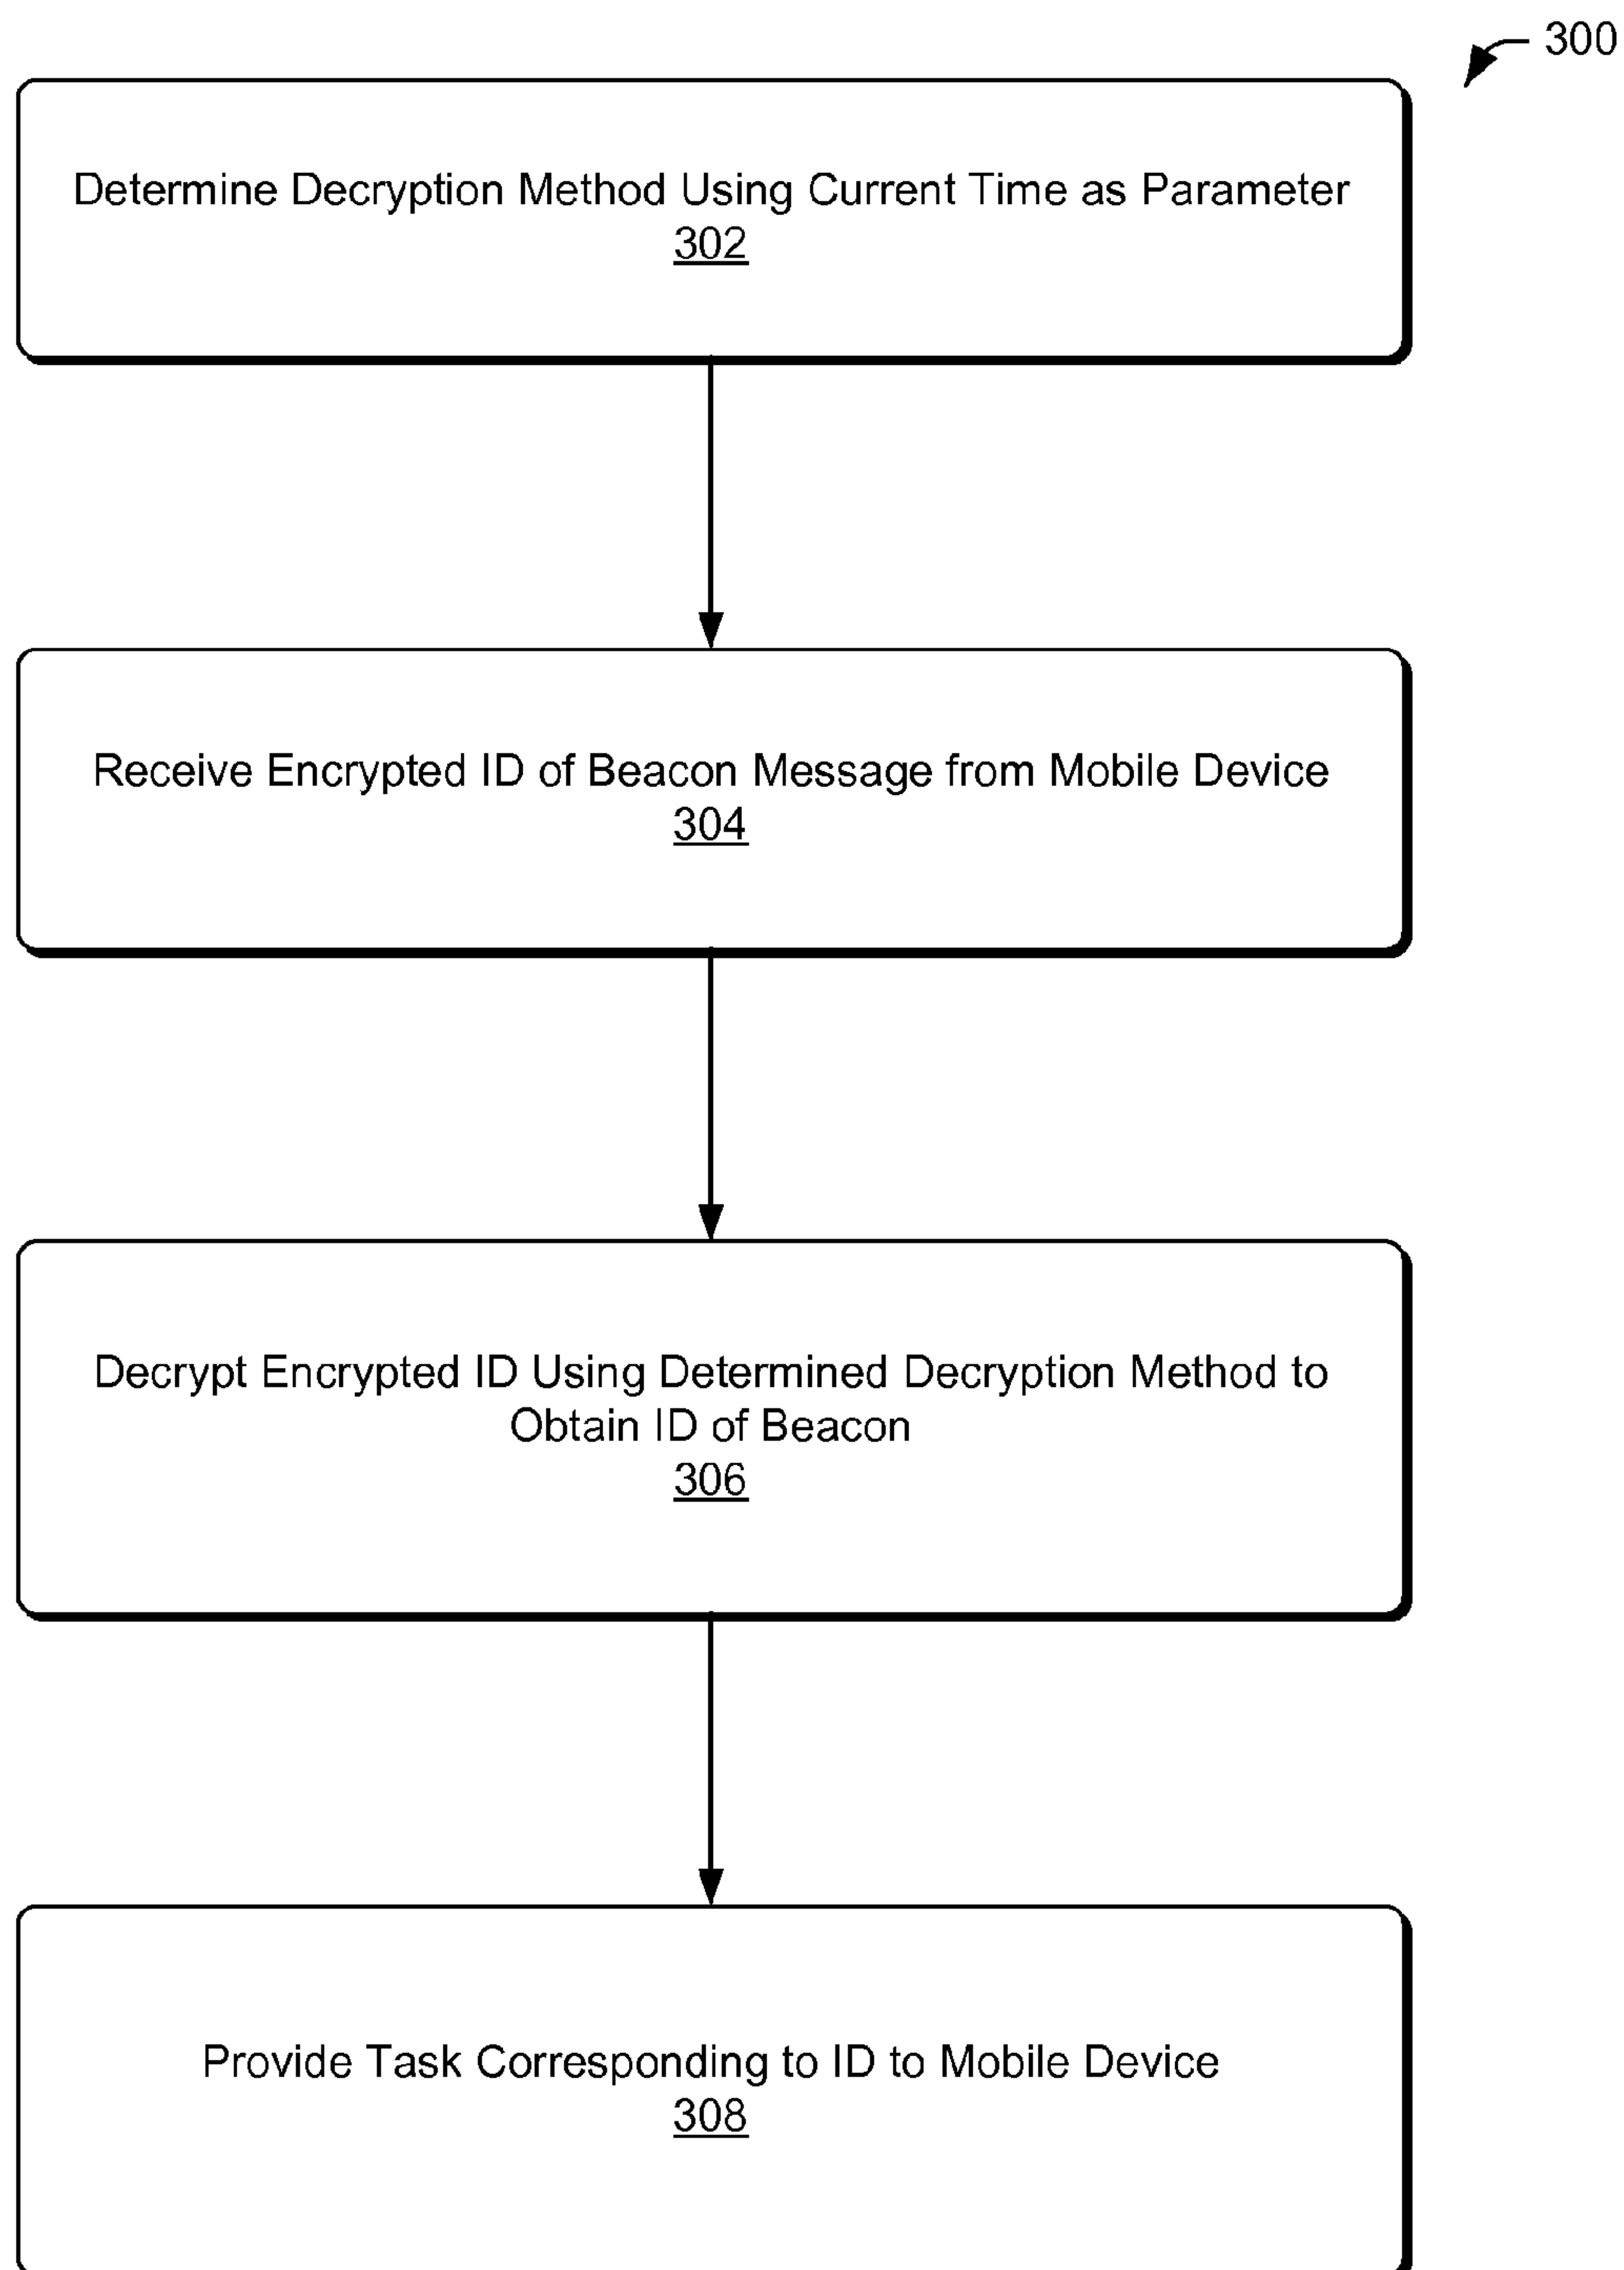 300
Determine Decryption Method Using Current Time as Parameter
302
Receive Encrypted ID of Beacon Message from Mobile Device
304
Decrypt Encrypted ID Using Determined Decryption Method to
Obtain ID of Beacon
306
Provide Task Corresponding to ID to Mobile Device
308